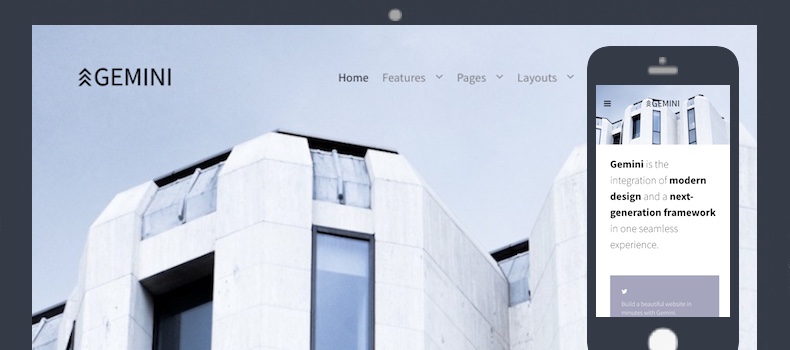 GEMINI
Home Features Pages Layouts
GEMINI
Gemini is the
integration of modern
design and a next-
generation framework
in one seamless
experience.
Build a beautiful website in
minutes with Gemini.